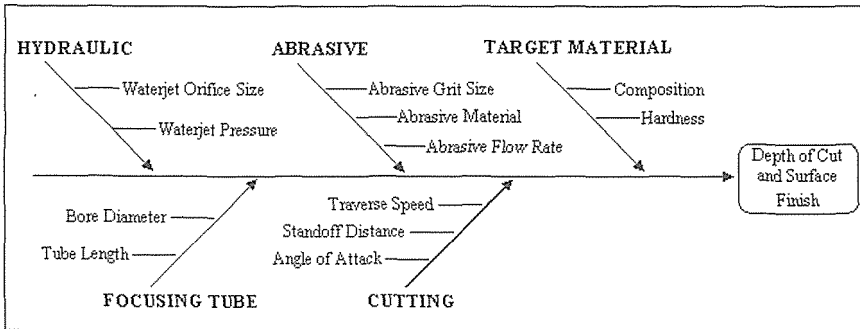 HYDRAULIC
ABRASIVE
TARGET MATERIAL
Waterjet Orifice Size
Waterjet Pressure
Abrasive Grit Size
Abrasive Material
Abrasive Flow Rate
Composition
Hardness
Depth of Cut
and Surface
Finish
Bore Diameter
Tube Length
Traverse Speed
Standoff Distance
Angle of Attack
FOCUSING TUBE
CUTTING